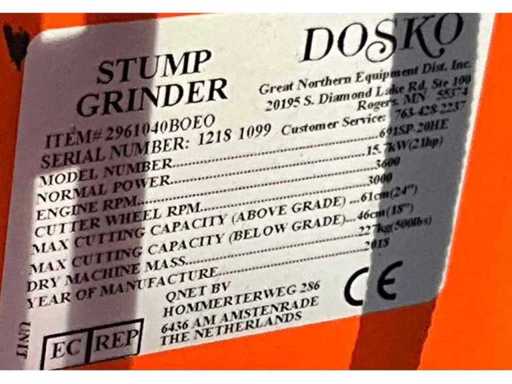 STUMP GRINDER
DOSKO
Great Northern Equipment Dist. Inc.
20195 S. Diamond Lake Rd, Ste 100
Rogers, MN 55374
Customer Service: 763-428-2237
ITEM# 2961040BOEO
SERIAL NUMBER: 1218 1099
MODEL NUMBER....691SP-20HE
NORMAL POWER....15.7kW(21hp)
ENGINE RPM....3600
CUTTER WHEEL RPM....3000
MAX CUTTING CAPACITY (ABOVE GRADE)....61cm(24")
MAX CUTTING CAPACITY (BELOW GRADE)....46cm(18")
DRY MACHINE MASS....227kg(500lbs)
YEAR OF MANUFACTURE....2018
UNIT
EC REP
QNET BV
HOMMERTERWEG 286
6436 AM AMSTENRADE
THE NETHERLANDS
CE